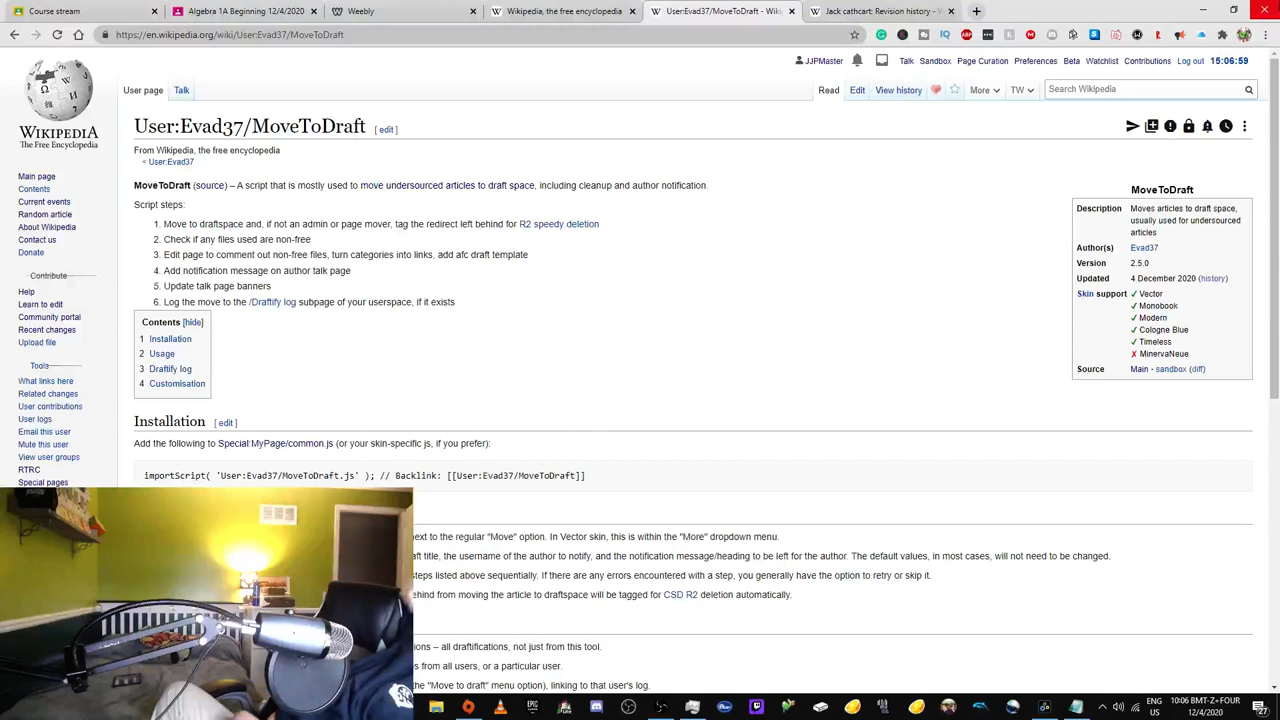 Course stream
Algebra 1A Beginning 12/4/2020
Weebly
Wikipedia, the free encyclopedia
User:Evad37/MoveToDraft - Wiki
Jack cathcart: Revision history - W
https://en.wikipedia.org/wiki/User:Evad37/MoveToDraft
JJPMaster Talk Sandbox Page Curation Preferences Beta Watchlist Contributions Log out 15:06:59
User page Talk Read Edit View history More TW Search Wikipedia
WIKIPEDIA
The Free Encyclopedia
Main page
Contents
Current events
Random article
About Wikipedia
Contact us
Donate
Contribute
Help
Learn to edit
Community portal
Recent changes
Upload file
Tools
What links here
Related changes
User contributions
User logs
Email this user
Mute this user
View user groups
RTRC
Special pages
User:Evad37/MoveToDraft [ edit ]
From Wikipedia, the free encyclopedia
< User:Evad37
MoveToDraft (source) – A script that is mostly used to move undersourced articles to draft space, including cleanup and author notification.
Script steps:
1. Move to draftspace and, if not an admin or page mover, tag the redirect left behind for R2 speedy deletion
2. Check if any files used are non-free
3. Edit page to comment out non-free files, turn categories into links, add afc draft template
4. Add notification message on author talk page
5. Update talk page banners
6. Log the move to the /Draftify log subpage of your userspace, if it exists
MoveToDraft
Description Moves articles to draft space,
usually used for undersourced
articles
Author(s) Evad37
Version 2.5.0
Updated 4 December 2020 (history)
Skin support ✓ Vector
✓ Monobook
✓ Modern
✓ Cologne Blue
✓ Timeless
✗ MinervaNeue
Source Main · sandbox (diff)
Contents [hide]
1 Installation
2 Usage
3 Draftify log
4 Customisation
Installation [ edit ]
Add the following to Special:MyPage/common.js (or your skin-specific js, if you prefer):
importScript( 'User:Evad37/MoveToDraft.js' ); // Backlink: [[User:Evad37/MoveToDraft]]
next to the regular "Move" option. In Vector skin, this is within the "More" dropdown menu.
aft title, the username of the author to notify, and the notification message/heading to be left for the author. The default values, in most cases, will not need to be changed.
steps listed above sequentially. If there are any errors encountered with a step, you generally have the option to retry or skip it.
behind from moving the article to draftspace will be tagged for CSD R2 deletion automatically.
ions – all draftifications, not just from this tool.
s from all users, or a particular user.
the "Move to draft" menu option), linking to that user's log.
ENG
US
10:06 BMT-Z+FOUR
12/4/2020
27